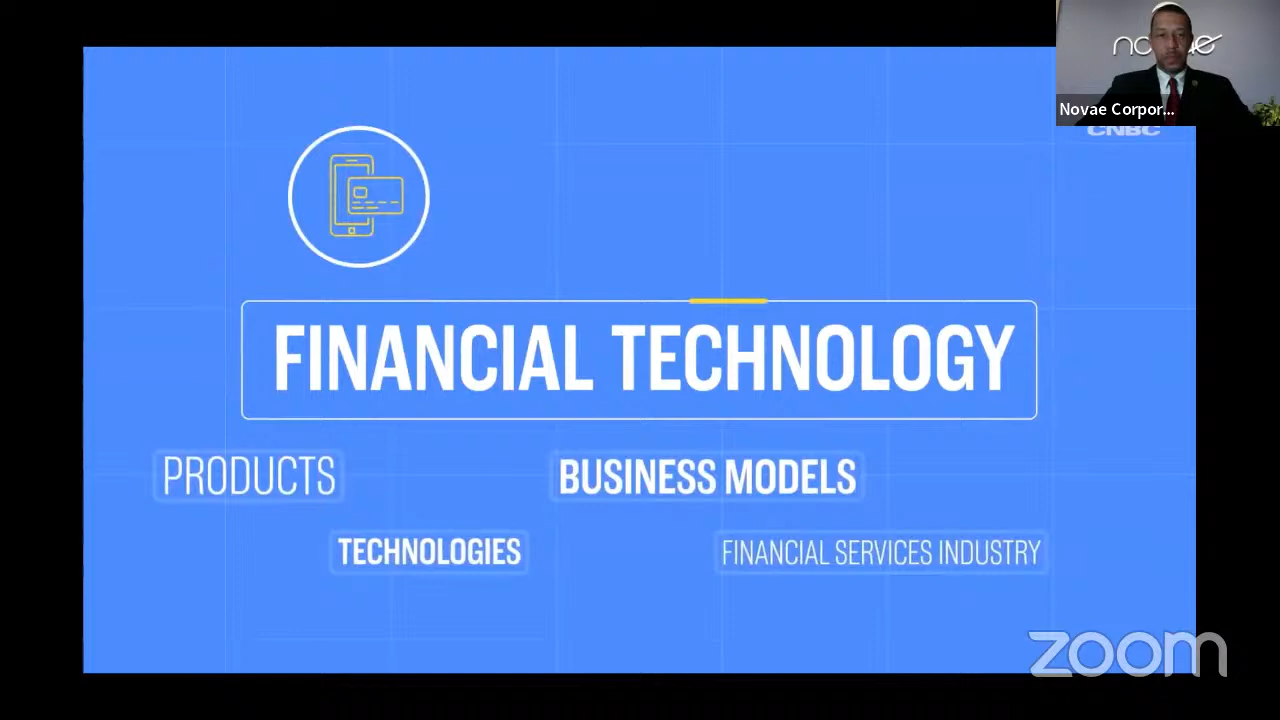 Novae Corpor...
CNBC
FINANCIAL TECHNOLOGY
PRODUCTS
BUSINESS MODELS
TECHNOLOGIES
FINANCIAL SERVICES INDUSTRY
zoom